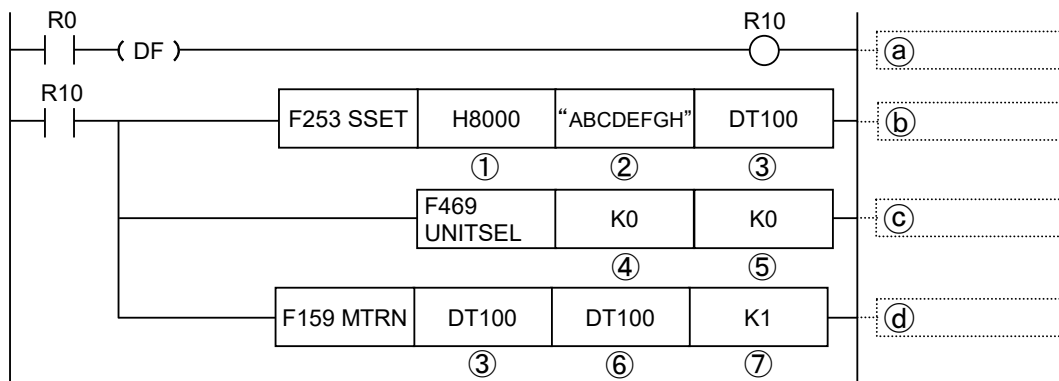 R0 R10
( DF ) ⓐ
R10
F253 SSET H8000 “ABCDEFGH” DT100 ⓑ
① ② ③
F469 UNITSEL K0 K0 ⓒ
④ ⑤
F159 MTRN DT100 DT100 K1 ⓓ
③ ⑥ ⑦